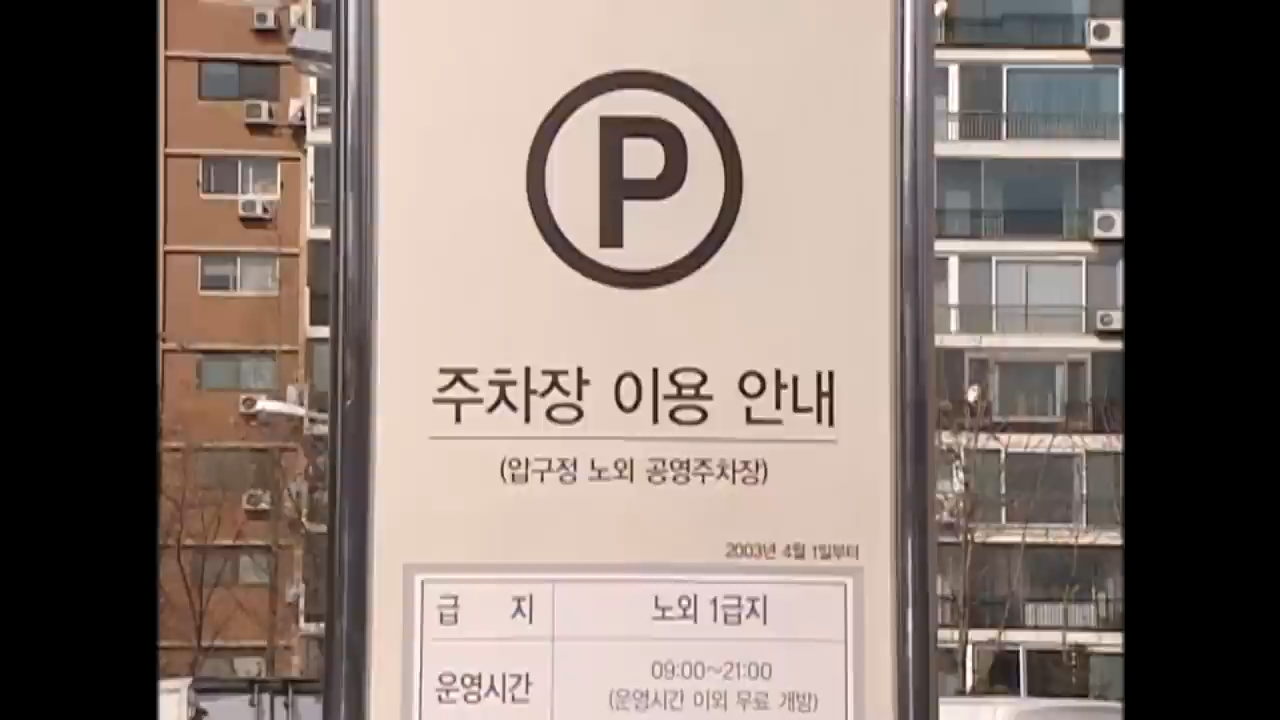 P
주차장 이용 안내
(압구정 노외 공영주차장)
2003년 4월 1일부터
급 지 노외 1급지
운영시간 09:00~21:00
(운영시간 이외 무료 개방)